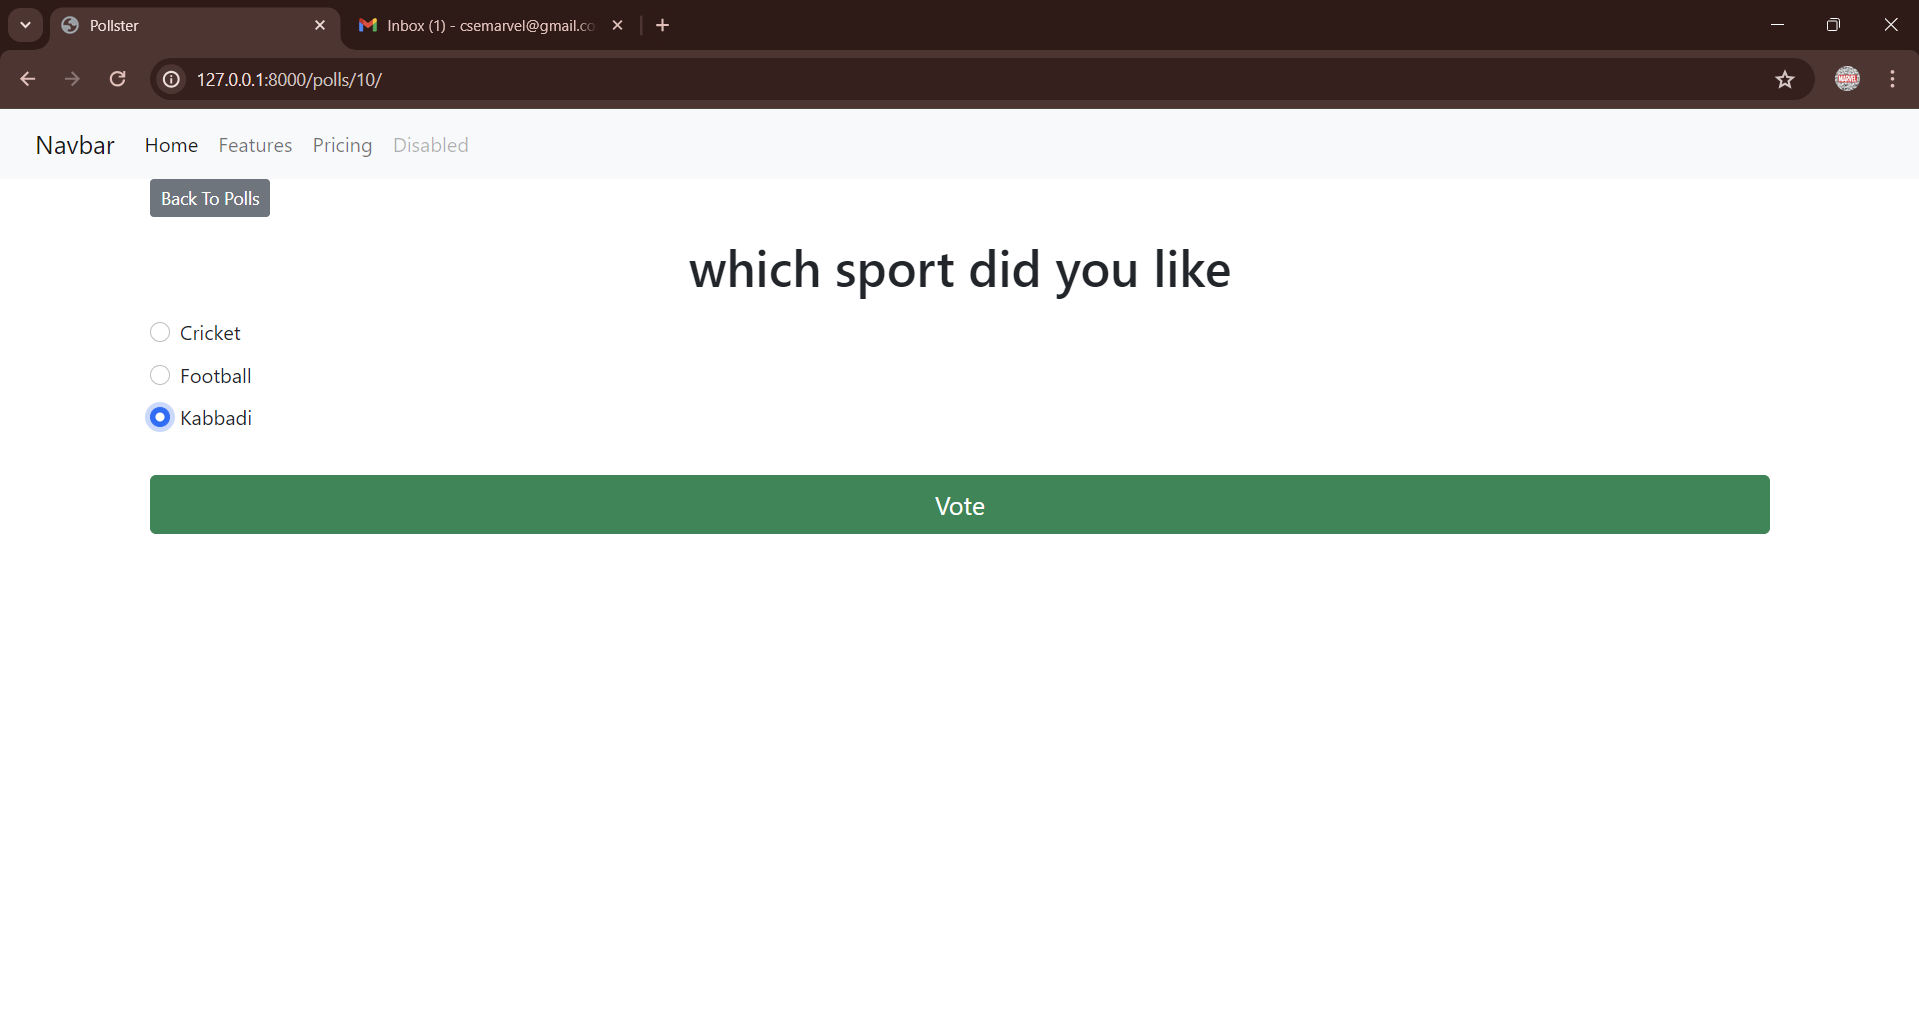 Pollster
Inbox (1) - csemarvel@gmail.co
127.0.0.1:8000/polls/10/
Navbar Home Features Pricing Disabled
Back To Polls
which sport did you like
Cricket
Football
Kabbadi
Vote